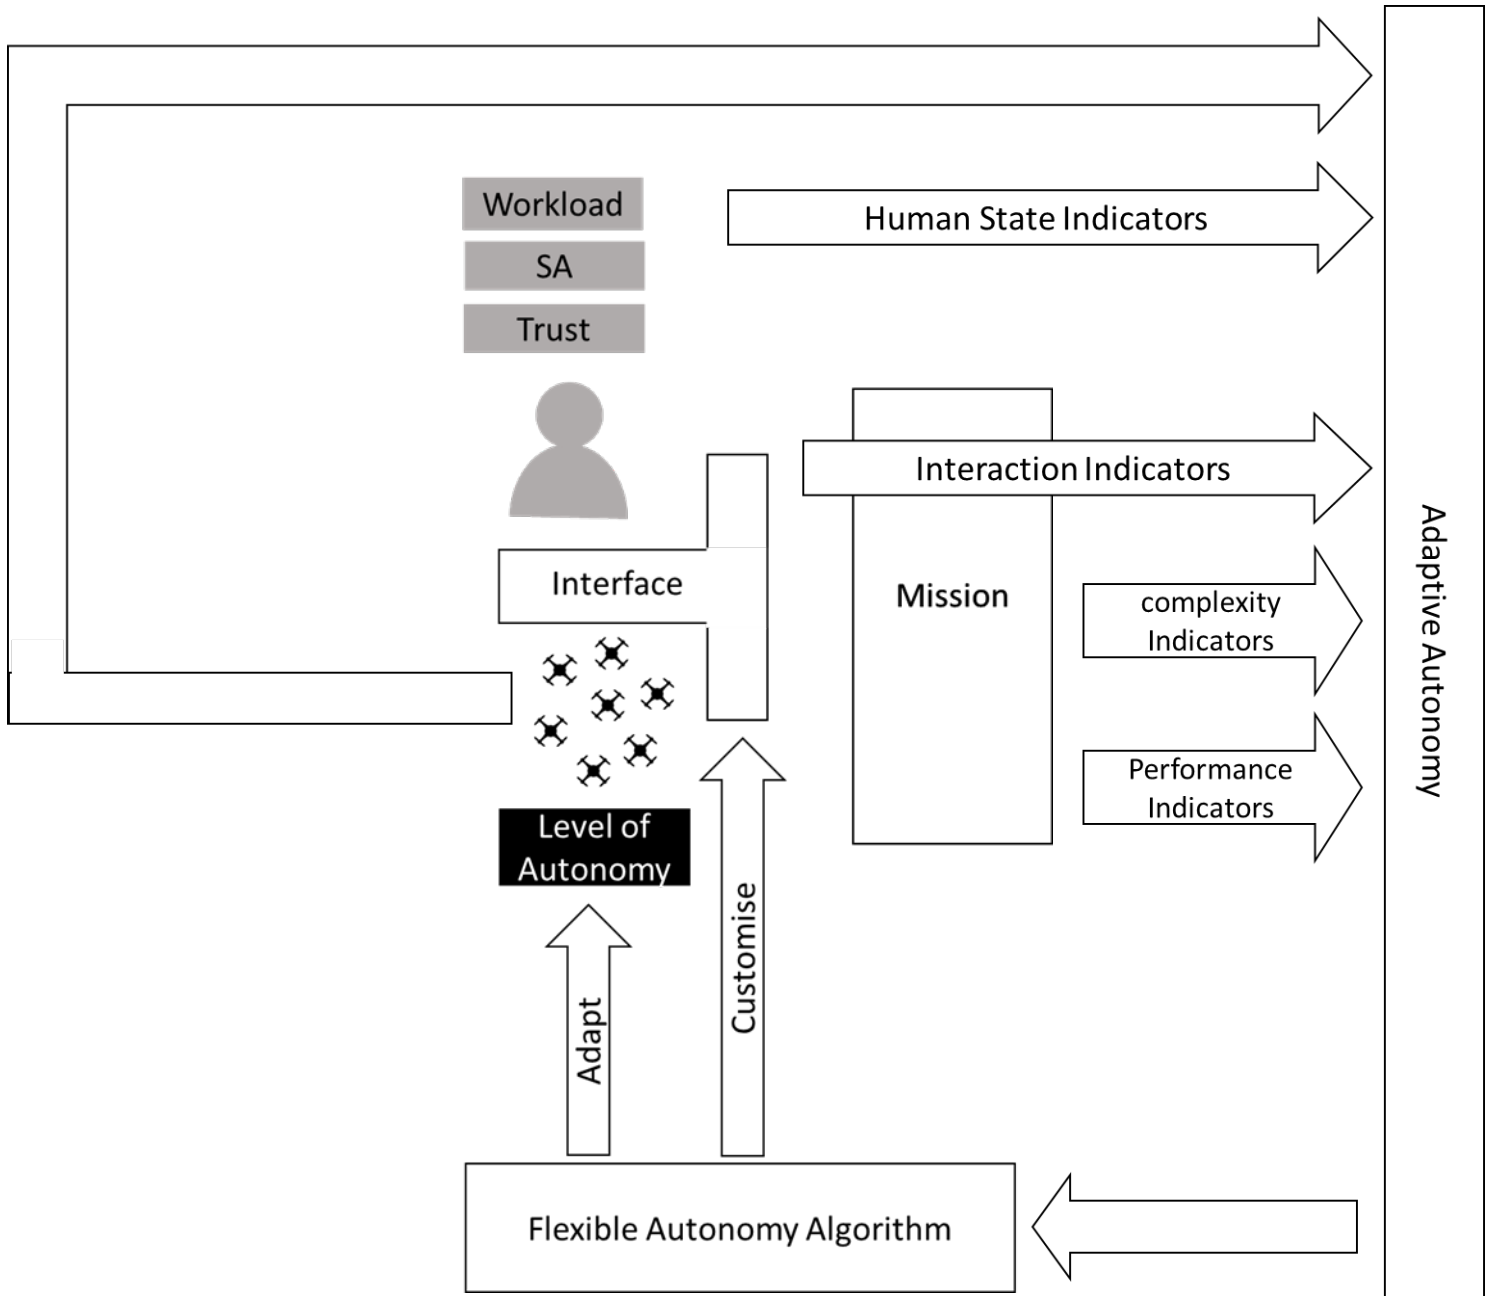 Workload
Human State Indicators
SA
Trust
Interaction Indicators
Interface
Mission
complexity
Indicators
Adaptive Autonomy
Performance
Indicators
Level of
Autonomy
Adapt
Customise
Flexible Autonomy Algorithm